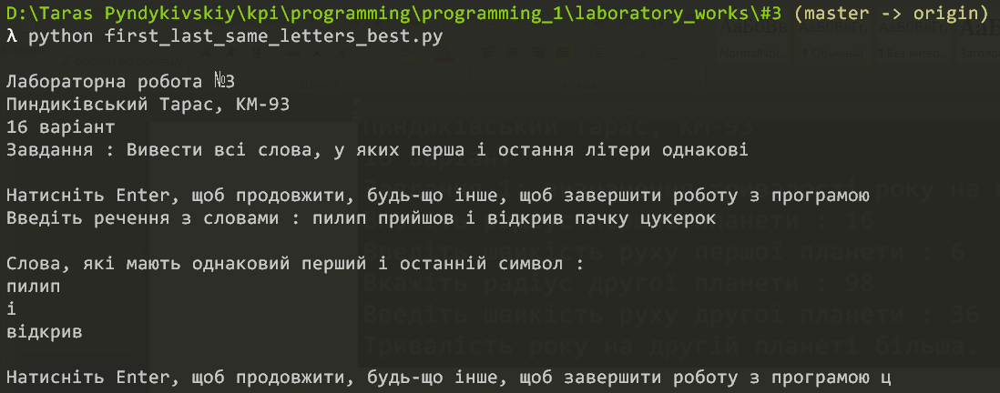 D:\Taras Pyndykivskiy\kpi\programming\programming_1\laboratory_works\#3 (master -> origin)
λ python first_last_same_letters_best.py
Лабораторна робота №3
Пиндиківський Тарас, КМ-93
16 варіант
Завдання : Вивести всі слова, у яких перша і остання літери однакові
Натисніть Enter, щоб продовжити, будь-що інше, щоб завершити роботу з програмою
Введіть речення з словами : пилип прийшов і відкрив пачку цукерок
Слова, які мають однаковий перший і останній символ :
пилип
і
відкрив
Натисніть Enter, щоб продовжити, будь-що інше, щоб завершити роботу з програмою ц